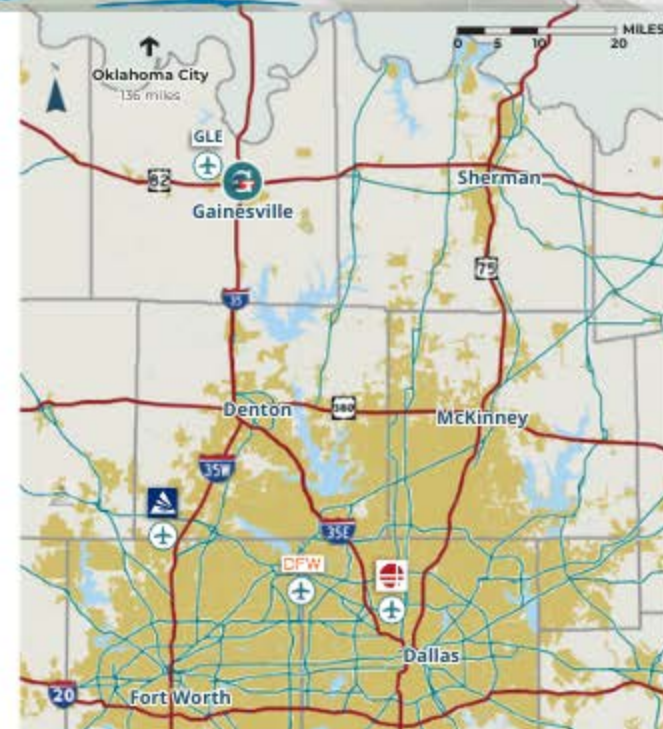 MILES
0 5 10 20
Oklahoma City
136 miles
GLE
82
Sherman
Gainesville
75
35
Denton
380
McKinney
35W
35E
DFW
Dallas
20
Fort Worth